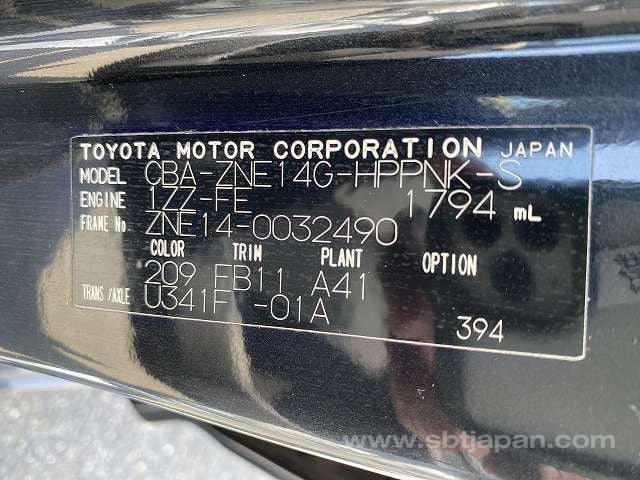 TOYOTA MOTOR CORPORATION JAPAN
MODEL CBA-ZNE14G-HPPNK-S
ENGINE 1ZZ-FE 1794 mL
FRAME No. ZNE14-0032490
COLOR TRIM PLANT OPTION
209 FB11 A41
TRANS/AXLE U341F -01A
394
www.sbtjapan.com